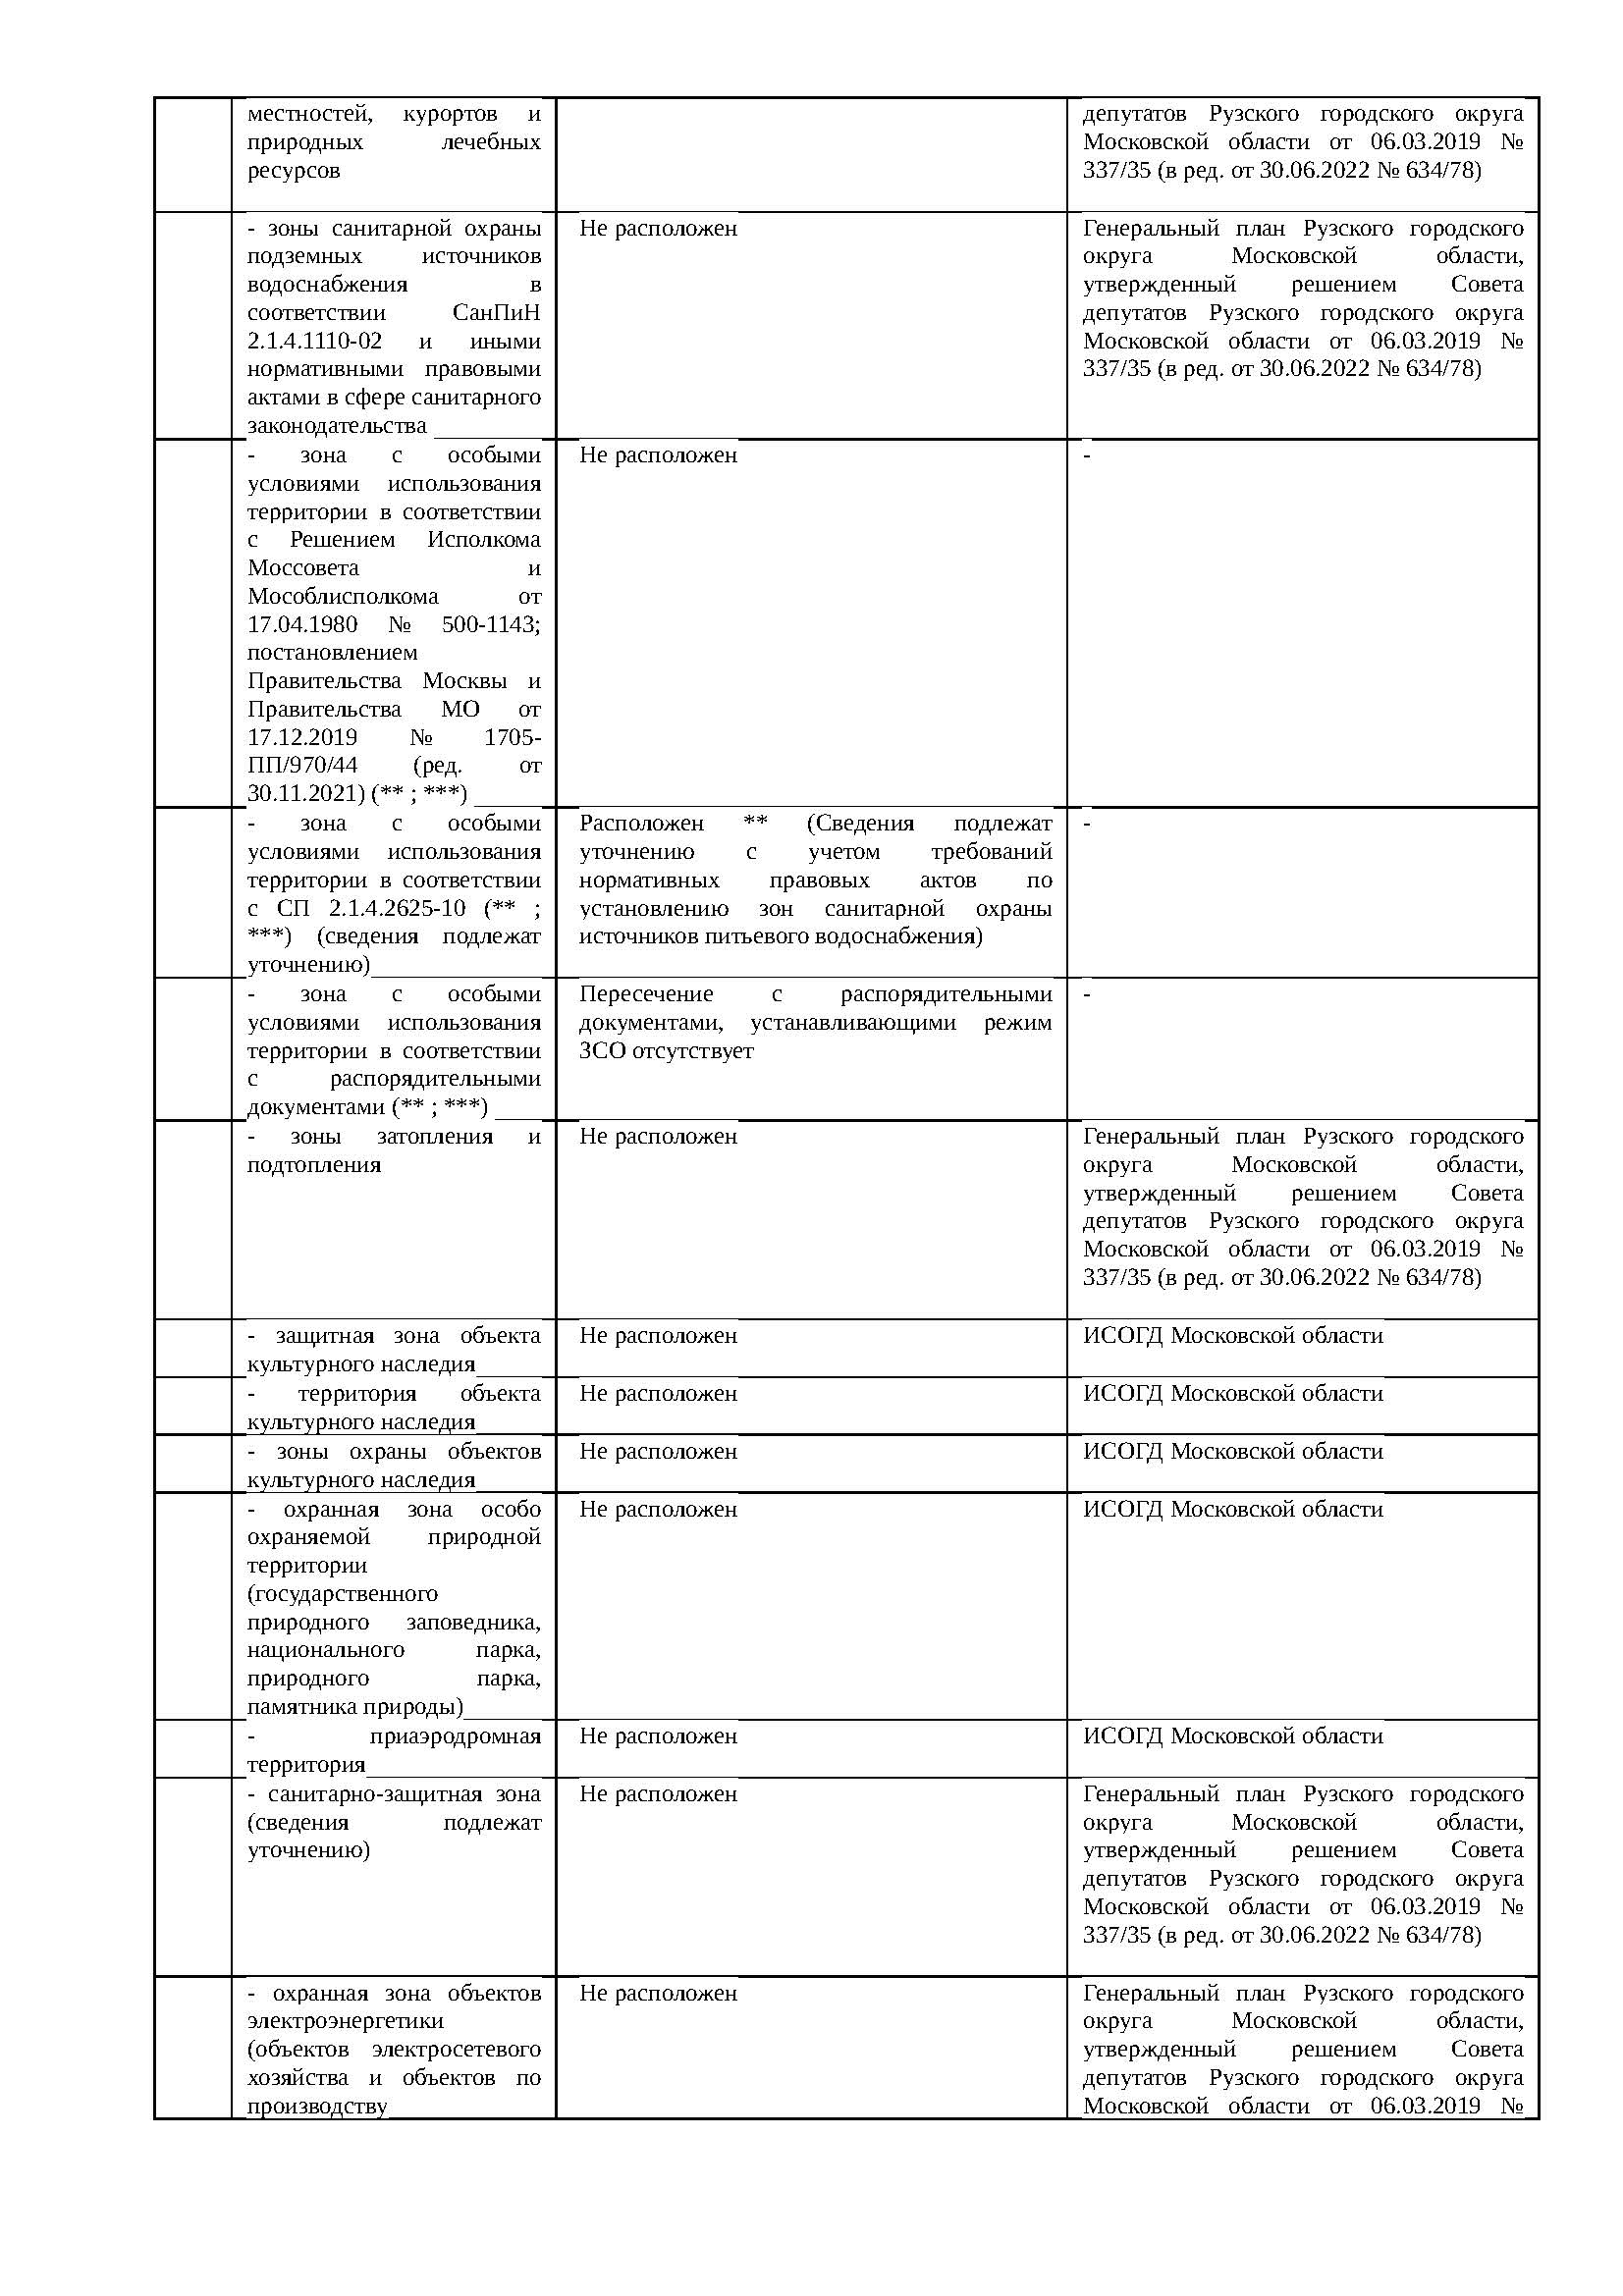 местностей, курортов и
природных лечебных
ресурсов
депутатов Рузского городского округа
Московской области от 06.03.2019 №
337/35 (в ред. от 30.06.2022 № 634/78)
- зоны санитарной охраны
подземных источников
водоснабжения в
соответствии СанПиН
2.1.4.1110-02 и иными
нормативными правовыми
актами в сфере санитарного
законодательства
Не расположен
Генеральный план Рузского городского
округа Московской области,
утвержденный решением Совета
депутатов Рузского городского округа
Московской области от 06.03.2019 №
337/35 (в ред. от 30.06.2022 № 634/78)
- зона с особыми
условиями использования
территории в соответствии
с Решением Исполкома
Моссовета и
Мособлисполкома от
17.04.1980 № 500-1143;
постановлением
Правительства Москвы и
Правительства МО от
17.12.2019 № 1705-
ПП/970/44 (ред. от
30.11.2021) (** ; ***)
Не расположен
-
- зона с особыми
условиями использования
территории в соответствии
с СП 2.1.4.2625-10 (** ;
***) (сведения подлежат
уточнению)
Расположен ** (Сведения подлежат
уточнению с учетом требований
нормативных правовых актов по
установлению зон санитарной охраны
источников питьевого водоснабжения)
-
- зона с особыми
условиями использования
территории в соответствии
с распорядительными
документами (** ; ***)
Пересечение с распорядительными
документами, устанавливающими режим
ЗСО отсутствует
-
- зоны затопления и
подтопления
Не расположен
Генеральный план Рузского городского
округа Московской области,
утвержденный решением Совета
депутатов Рузского городского округа
Московской области от 06.03.2019 №
337/35 (в ред. от 30.06.2022 № 634/78)
- защитная зона объекта
культурного наследия
Не расположен
ИСОГД Московской области
- территория объекта
культурного наследия
Не расположен
ИСОГД Московской области
- зоны охраны объектов
культурного наследия
Не расположен
ИСОГД Московской области
- охранная зона особо
охраняемой природной
территории
(государственного
природного заповедника,
национального парка,
природного парка,
памятника природы)
Не расположен
ИСОГД Московской области
- приаэродромная
территория
Не расположен
ИСОГД Московской области
- санитарно-защитная зона
(сведения подлежат
уточнению)
Не расположен
Генеральный план Рузского городского
округа Московской области,
утвержденный решением Совета
депутатов Рузского городского округа
Московской области от 06.03.2019 №
337/35 (в ред. от 30.06.2022 № 634/78)
- охранная зона объектов
электроэнергетики
(объектов электросетевого
хозяйства и объектов по
производству
Не расположен
Генеральный план Рузского городского
округа Московской области,
утвержденный решением Совета
депутатов Рузского городского округа
Московской области от 06.03.2019 №